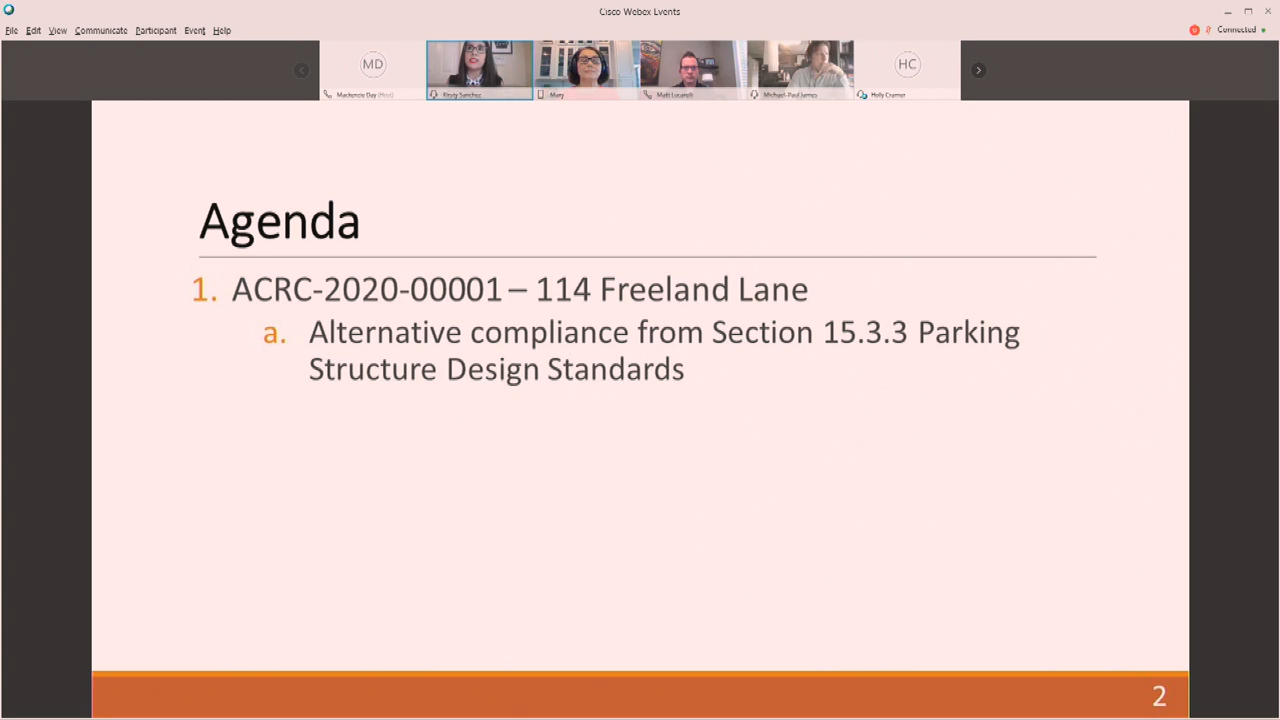 Cisco Webex Events
File Edit View Communicate Participant Event Help
Connected
MD
HC
Mackenzie Day (Host)
Kirsty Sanchez
Mary
Matt Lucarelli
Michael-Paul James
Holly Cramer
Agenda
1. ACRC-2020-00001 – 114 Freeland Lane
a. Alternative compliance from Section 15.3.3 Parking
Structure Design Standards
2